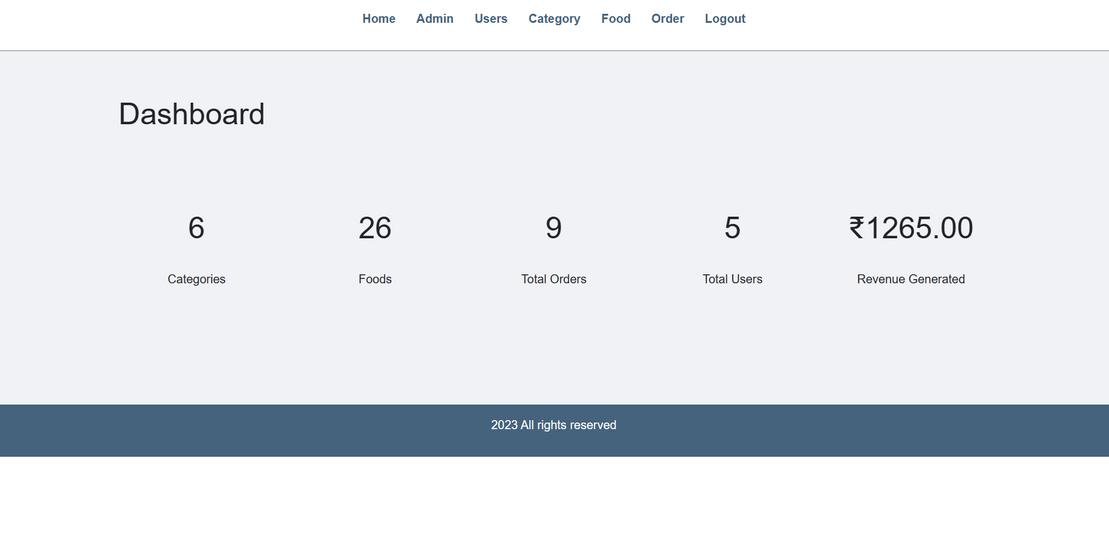 Home Admin Users Category Food Order Logout
Dashboard
6 26 9 5 ₹1265.00
Categories Foods Total Orders Total Users Revenue Generated
2023 All rights reserved